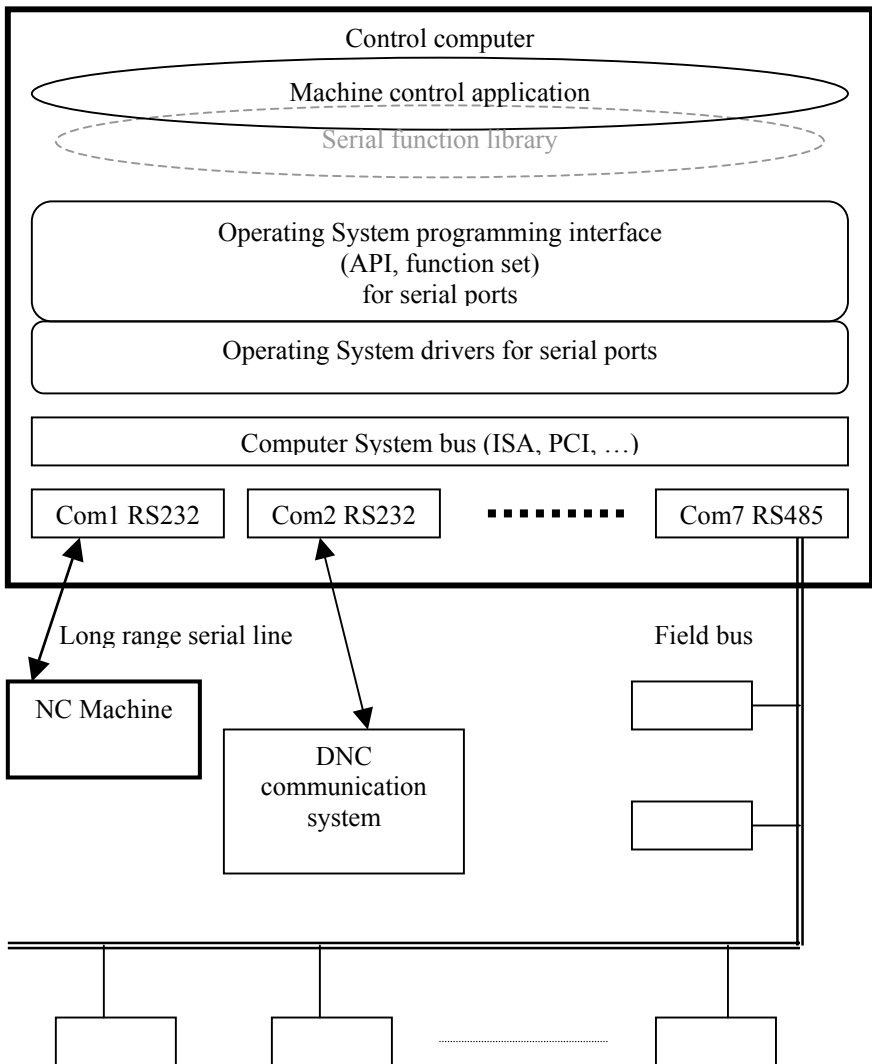 Control computer
Machine control application
Serial function library
Operating System programming interface
(API, function set)
for serial ports
Operating System drivers for serial ports
Computer System bus (ISA, PCI, …)
Com1 RS232
Com2 RS232
Com7 RS485
Long range serial line
Field bus
NC Machine
DNC
communication
system